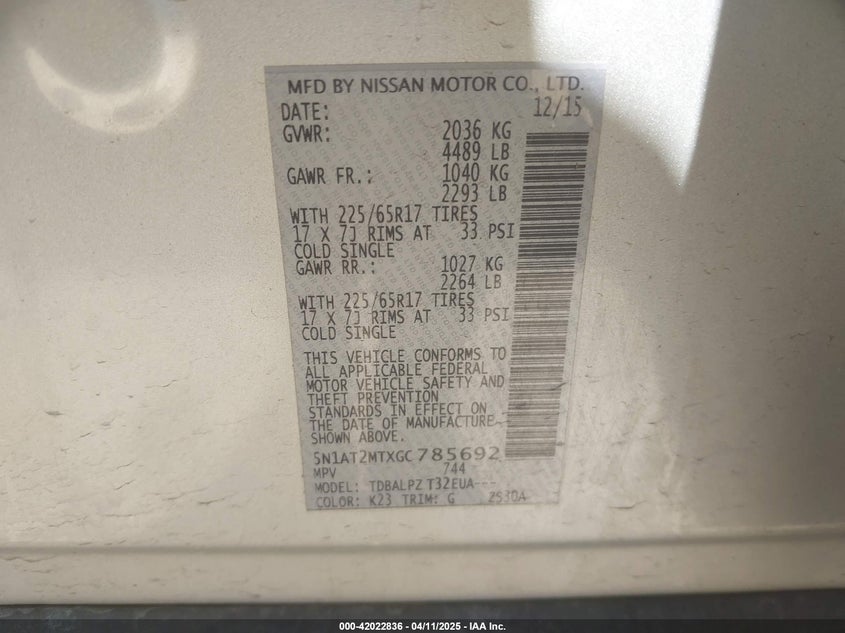 MFD BY NISSAN MOTOR CO., LTD.
DATE: 12/15
GVWR: 2036 KG
4489 LB
GAWR FR.: 1040 KG
2293 LB
WITH 225/65R17 TIRES
17 X 7J RIMS AT 33 PSI
COLD SINGLE
GAWR RR.: 1027 KG
2264 LB
WITH 225/65R17 TIRES
17 X 7J RIMS AT 33 PSI
COLD SINGLE
THIS VEHICLE CONFORMS TO
ALL APPLICABLE FEDERAL
MOTOR VEHICLE SAFETY AND
THEFT PREVENTION
STANDARDS IN EFFECT ON
THE DATE OF MANUFACTURE
SHOWN ABOVE.
5N1AT2MTXGC785692
MPV 744
MODEL: TDBALPZ T32EUA---
COLOR: K23 TRIM: G 2530A
000-42022836 - 04/11/2025 - IAA Inc.